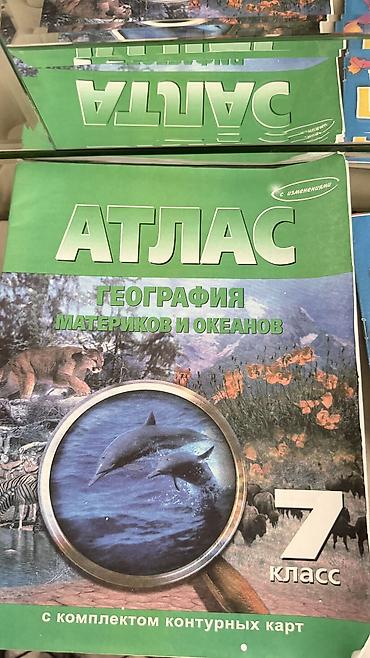 АТЛАС
с изменениями
АТЛАС
ГЕОГРАФИЯ
МАТЕРИКОВ И ОКЕАНОВ
7
КЛАСС
с комплектом контурных карт